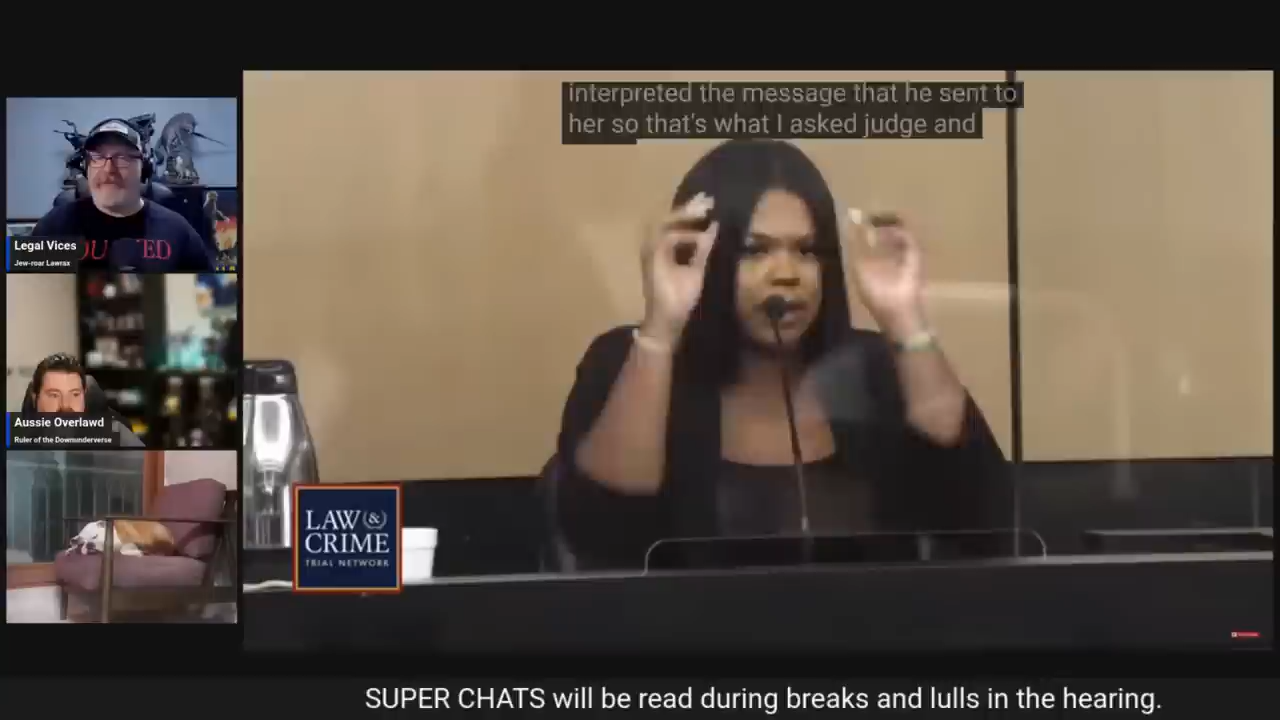 interpreted the message that he sent to
her so that's what I asked judge and
Legal Vices
Jew-roar Lawrax
Aussie Overlawd
Ruler of the Downunderverse
LAW & CRIME
TRIAL NETWORK
SUPER CHATS will be read during breaks and lulls in the hearing.